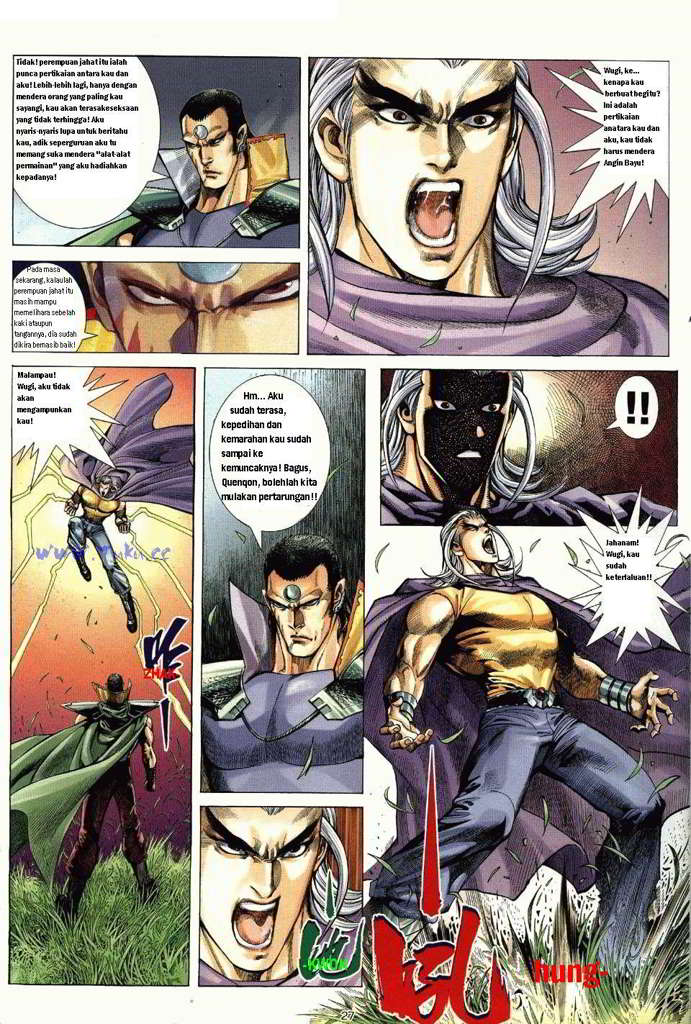 Tidak! perempuan jahat itu ialah
punca pertikaian antara kau dan
aku! Lebih-lebih lagi, hanya dengan
mendera orang yang paling kau
sayangi, kau akan terasakeseksaan
yang tidak terhingga! Aku
nyaris-nyaris lupa untuk beritahu
kau, adik seperguruan aku tu
memang suka mendera "alat-alat
permainan" yang aku hadiahkan
kepadanya!
Wugi, ke...
kenapa kau
berbuat begitu?
Ini adalah
pertikaian
anatara kau dan
aku, kau tidak
harus mendera
Angin Bayu!
Pada masa
sekarang, kalaulah
perempuan jahat itu
masih mampu
memelihara sebelah
kaki ataupun
tangannya, dia sudah
dikira bernasib baik!
Malampau!
Wugi, aku tidak
akan
mengampunkan
kau!
Hm... Aku
sudah terasa,
kepedihan dan
kemarahan kau sudah
sampai ke
kemuncaknya! Bagus,
Quenqon, bolehlah kita
mulakan pertarungan!!
!!
Jahanam!
Wugi, kau
sudah
keterlaluan!!
吼
hung-
27